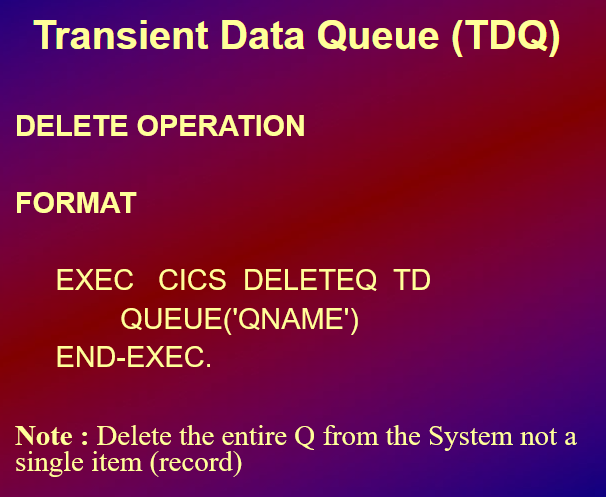 Transient Data Queue (TDQ)
DELETE OPERATION
FORMAT
EXEC CICS DELETEQ TD
QUEUE('QNAME')
END-EXEC.
Note : Delete the entire Q from the System not a
single item (record)